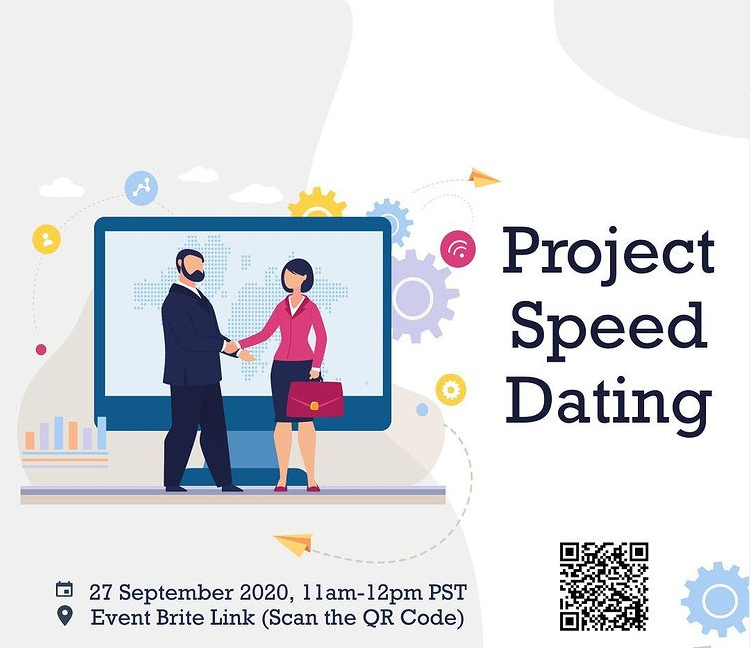 Project
Speed
Dating
27 September 2020, 11am-12pm PST
Event Brite Link (Scan the QR Code)